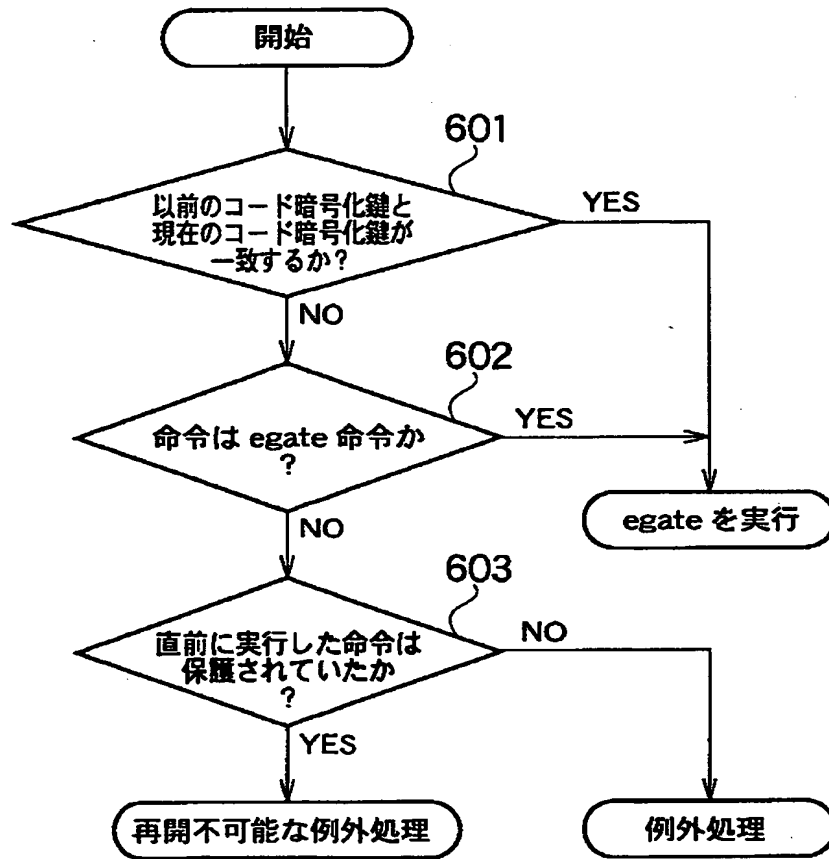 開始
601
以前のコード暗号化鍵と
現在のコード暗号化鍵が
一致するか?
YES
NO
602
命令は egate 命令か
?
YES
egate を実行
NO
603
直前に実行した命令は
保護されていたか
?
NO
YES
再開不可能な例外処理
例外処理